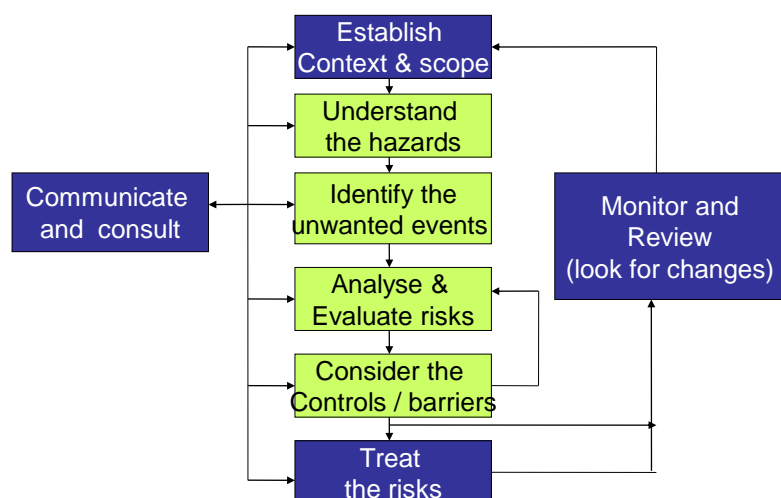 Establish
Context & scope
Understand
the hazards
Communicate
and consult
Identify the
unwanted events
Monitor and
Review
(look for changes)
Analyse &
Evaluate risks
Consider the
Controls / barriers
Treat
the risks